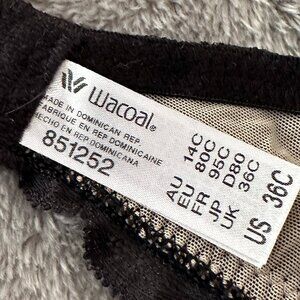 wacoal®
MADE IN DOMINICAN REP
FABRIQUE EN REP DOMINICAINE
HECHO EN REP.DOMINICANA
851252
AU 14C
EU 80C
FR 95C
JP D80
UK 36C
US 36C